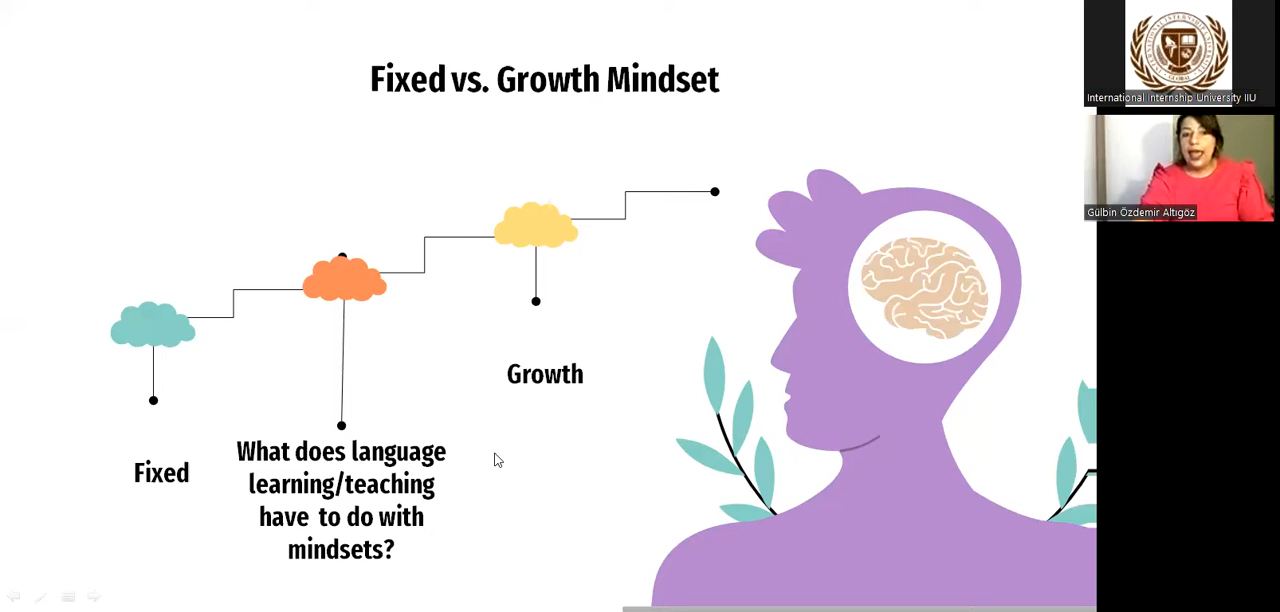 Fixed vs. Growth Mindset
International Internship University IIU
Gülbin Özdemir Altıgöz
Growth
Fixed
What does language
learning/teaching
have to do with
mindsets?